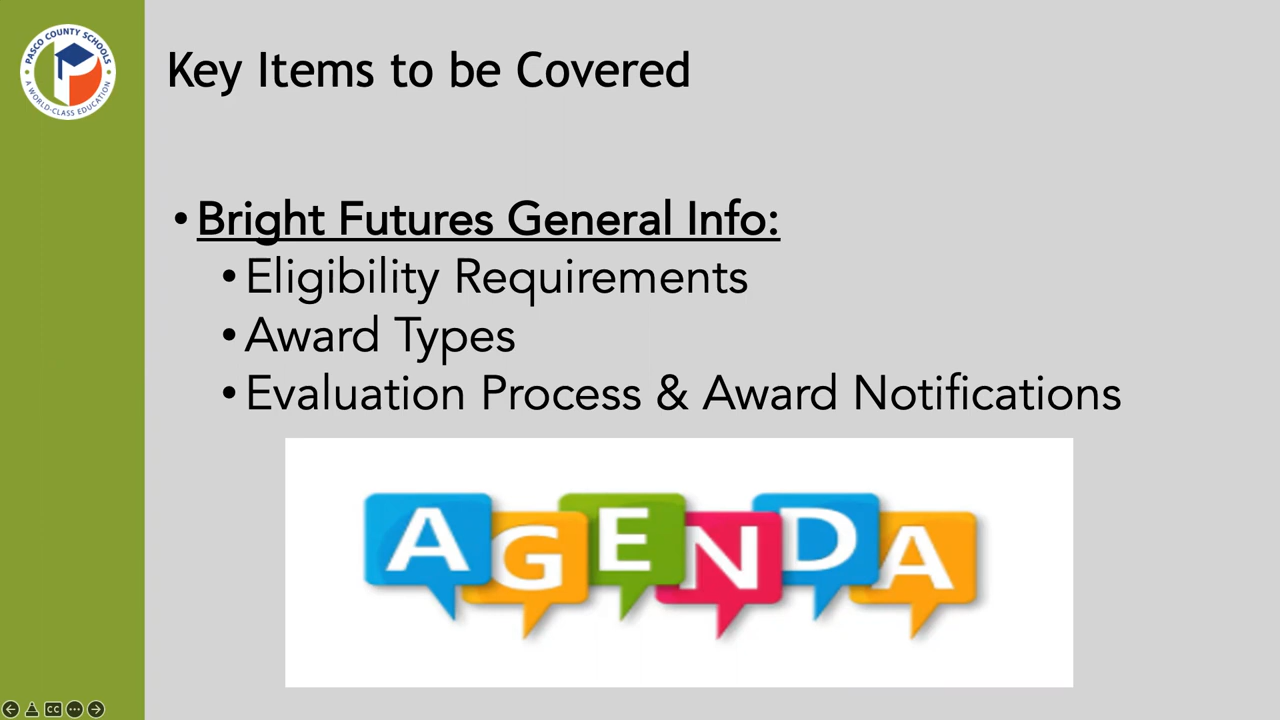 PASCO COUNTY SCHOOLS
A WORLD-CLASS EDUCATION
Key Items to be Covered
• Bright Futures General Info:
• Eligibility Requirements
• Award Types
• Evaluation Process & Award Notifications
AGENDA
CC